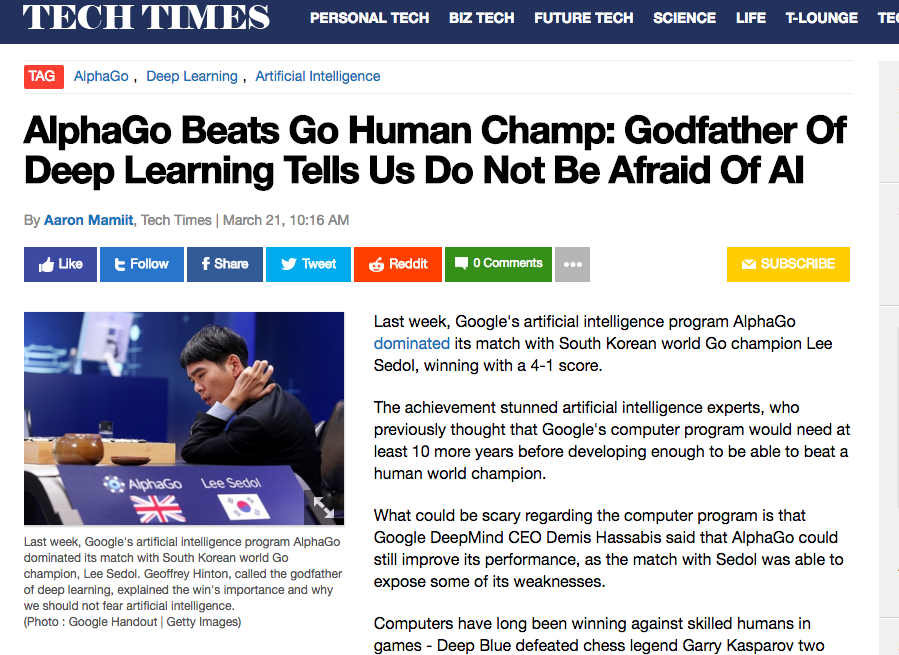 TECH TIMES
PERSONAL TECH BIZ TECH FUTURE TECH SCIENCE LIFE T-LOUNGE TEC
TAG AlphaGo , Deep Learning , Artificial Intelligence
AlphaGo Beats Go Human Champ: Godfather Of
Deep Learning Tells Us Do Not Be Afraid Of AI
By Aaron Mamiit, Tech Times | March 21, 10:16 AM
Like Follow Share Tweet Reddit 0 Comments SUBSCRIBE
AlphaGo Lee Sedol
Last week, Google's artificial intelligence program AlphaGo
dominated its match with South Korean world Go
champion, Lee Sedol. Geoffrey Hinton, called the godfather
of deep learning, explained the win's importance and why
we should not fear artificial intelligence.
(Photo : Google Handout | Getty Images)
Last week, Google's artificial intelligence program AlphaGo
dominated its match with South Korean world Go champion Lee
Sedol, winning with a 4-1 score.
The achievement stunned artificial intelligence experts, who
previously thought that Google's computer program would need at
least 10 more years before developing enough to be able to beat a
human world champion.
What could be scary regarding the computer program is that
Google DeepMind CEO Demis Hassabis said that AlphaGo could
still improve its performance, as the match with Sedol was able to
expose some of its weaknesses.
Computers have long been winning against skilled humans in
games - Deep Blue defeated chess legend Garry Kasparov two